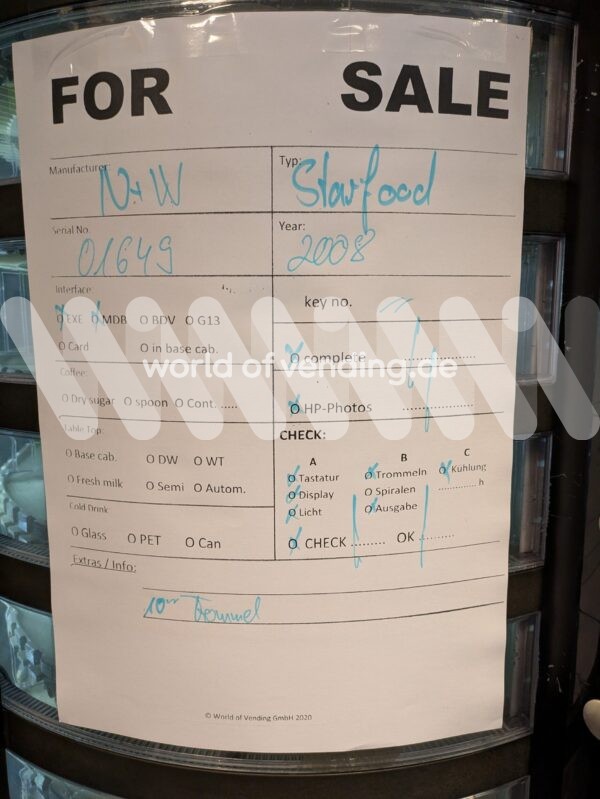 FOR SALE
Manufacturer: N+W
Typ: Starfood
Serial No 01649
Year: 2008
Interface:
key no.
O EXE O MDB O BDV O G13
O Card O in base cab.
O complete ..............
world of vending.de
Coffee:
O Dry sugar O spoon O Cont. .....
O HP-Photos ..............
Table Top:
CHECK:
A B C
O Base cab. O DW O WT
O Tastatur O Trommeln O Kühlung
O Fresh milk O Semi O Autom.
O Display O Spiralen ............ h
O Licht O Ausgabe
Cold Drink
O Glass O PET O Can
O CHECK ......... OK .........
Extras / Info:
10er Trommel
© World of Vending GmbH 2020